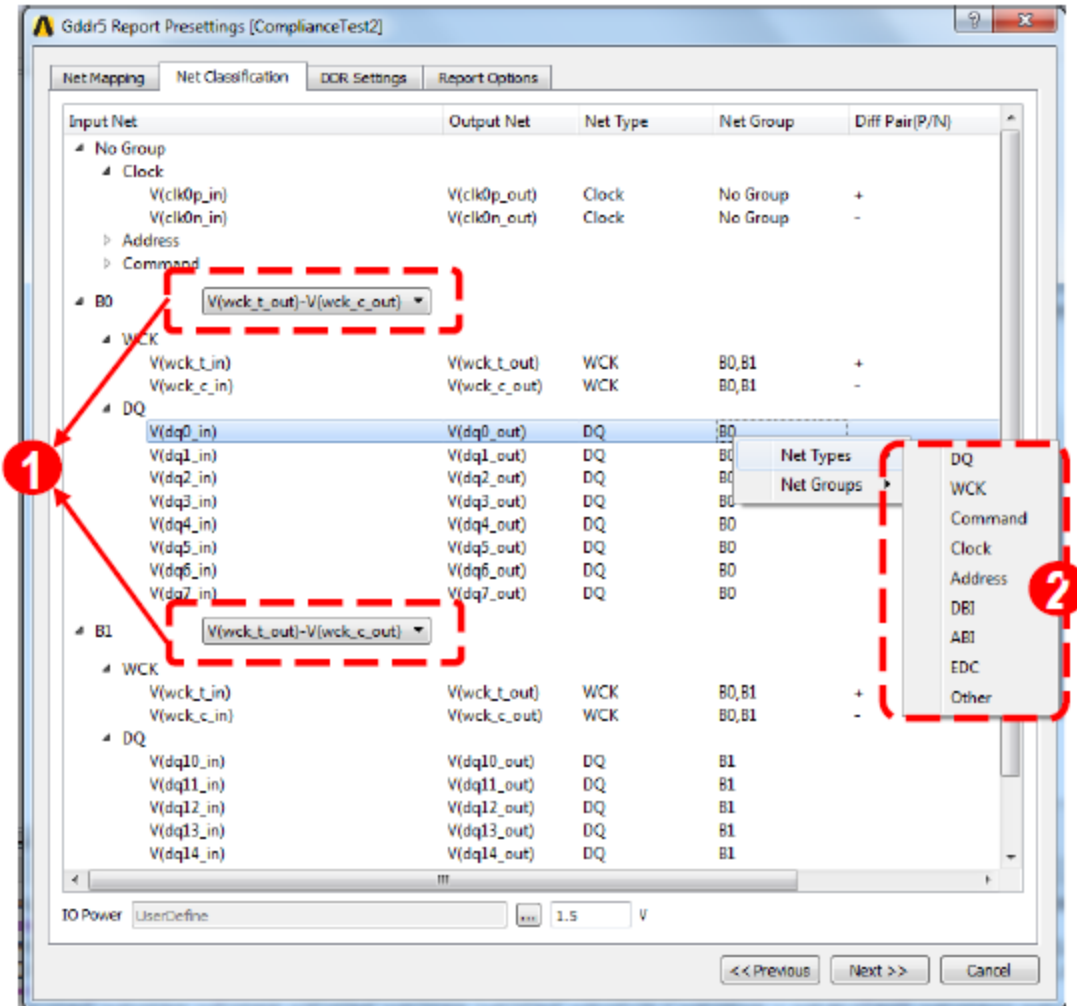 Gddr5 Report Presettings [ComplianceTest2]
Net Mapping Net Classification DDR Settings Report Options
Input Net Output Net Net Type Net Group Diff Pair(P/N)
No Group
Clock
V(clk0p_in) V(clk0p_out) Clock No Group +
V(clk0n_in) V(clk0n_out) Clock No Group -
Address
Command
B0 V(wck_t_out)-V(wck_c_out)
WCK
V(wck_t_in) V(wck_t_out) WCK B0,B1 +
V(wck_c_in) V(wck_c_out) WCK B0,B1 -
DQ
V(dq0_in) V(dq0_out) DQ B0
V(dq1_in) V(dq1_out) DQ B0 Net Types DQ
1
V(dq2_in) V(dq2_out) DQ B0 Net Groups WCK
V(dq3_in) V(dq3_out) DQ B0
V(dq4_in) V(dq4_out) DQ B0 Command
V(dq5_in) V(dq5_out) DQ B0 Clock
V(dq6_in) V(dq6_out) DQ B0 Address
2
V(dq7_in) V(dq7_out) DQ B0 DBI
B1 V(wck_t_out)-V(wck_c_out) ABI
WCK EDC
V(wck_t_in) V(wck_t_out) WCK B0,B1 + Other
V(wck_c_in) V(wck_c_out) WCK B0,B1 -
DQ
V(dq10_in) V(dq10_out) DQ B1
V(dq11_in) V(dq11_out) DQ B1
V(dq12_in) V(dq12_out) DQ B1
V(dq13_in) V(dq13_out) DQ B1
V(dq14_in) V(dq14_out) DQ B1
IO Power UserDefine ... 1.5 V
<< Previous Next >> Cancel